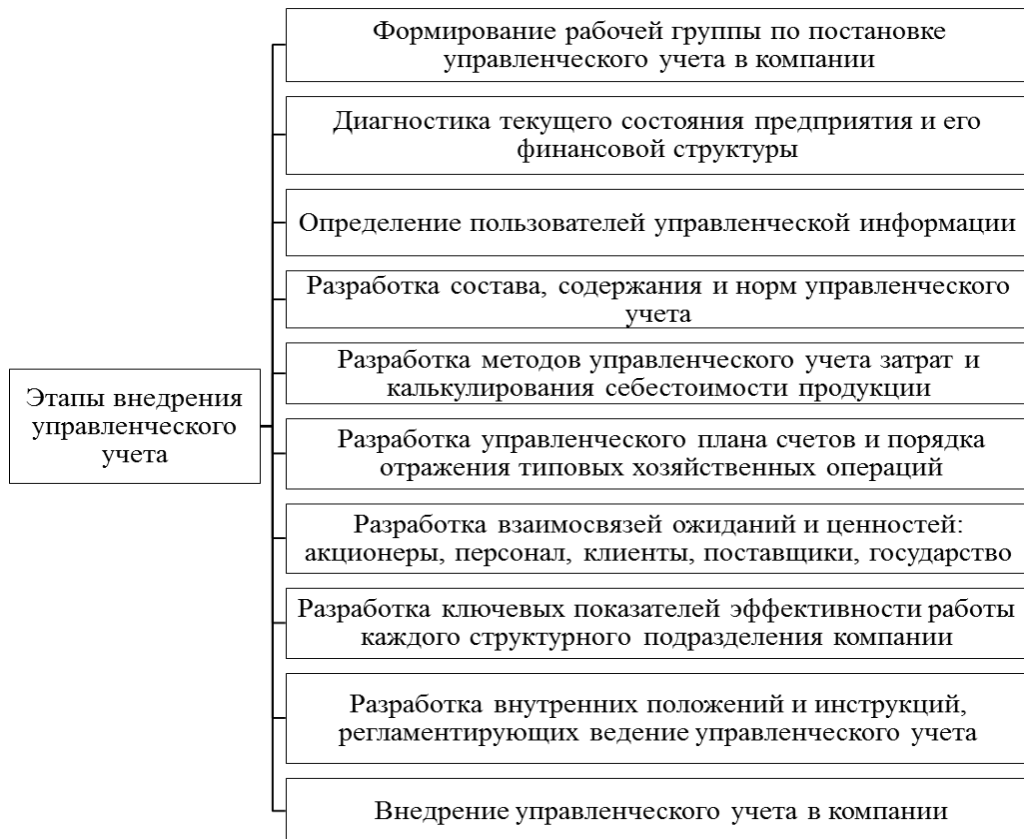 Этапы внедрения
управленческого
учета
Формирование рабочей группы по постановке
управленческого учета в компании
Диагностика текущего состояния предприятия и его
финансовой структуры
Определение пользователей управленческой информации
Разработка состава, содержания и норм управленческого
учета
Разработка методов управленческого учета затрат и
калькулирования себестоимости продукции
Разработка управленческого плана счетов и порядка
отражения типовых хозяйственных операций
Разработка взаимосвязей ожиданий и ценностей:
акционеры, персонал, клиенты, поставщики, государство
Разработка ключевых показателей эффективности работы
каждого структурного подразделения компании
Разработка внутренних положений и инструкций,
регламентирующих ведение управленческого учета
Внедрение управленческого учета в компании